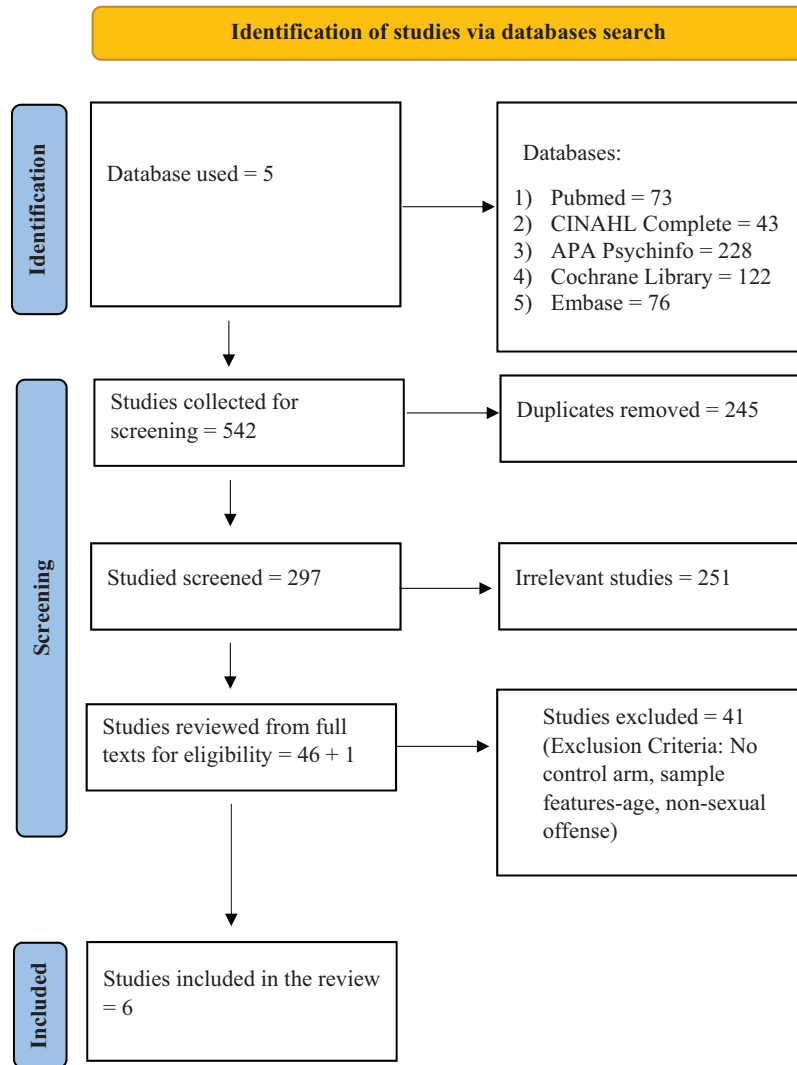 Identification of studies via databases search
Identification
Database used = 5
Databases:
1) Pubmed = 73
2) CINAHL Complete = 43
3) APA Psychinfo = 228
4) Cochrane Library = 122
5) Embase = 76
Screening
Studies collected for
screening = 542
Duplicates removed = 245
Studied screened = 297
Irrelevant studies = 251
Studies reviewed from full
texts for eligibility = 46 + 1
Studies excluded = 41
(Exclusion Criteria: No
control arm, sample
features-age, non-sexual
offense)
Included
Studies included in the review
= 6